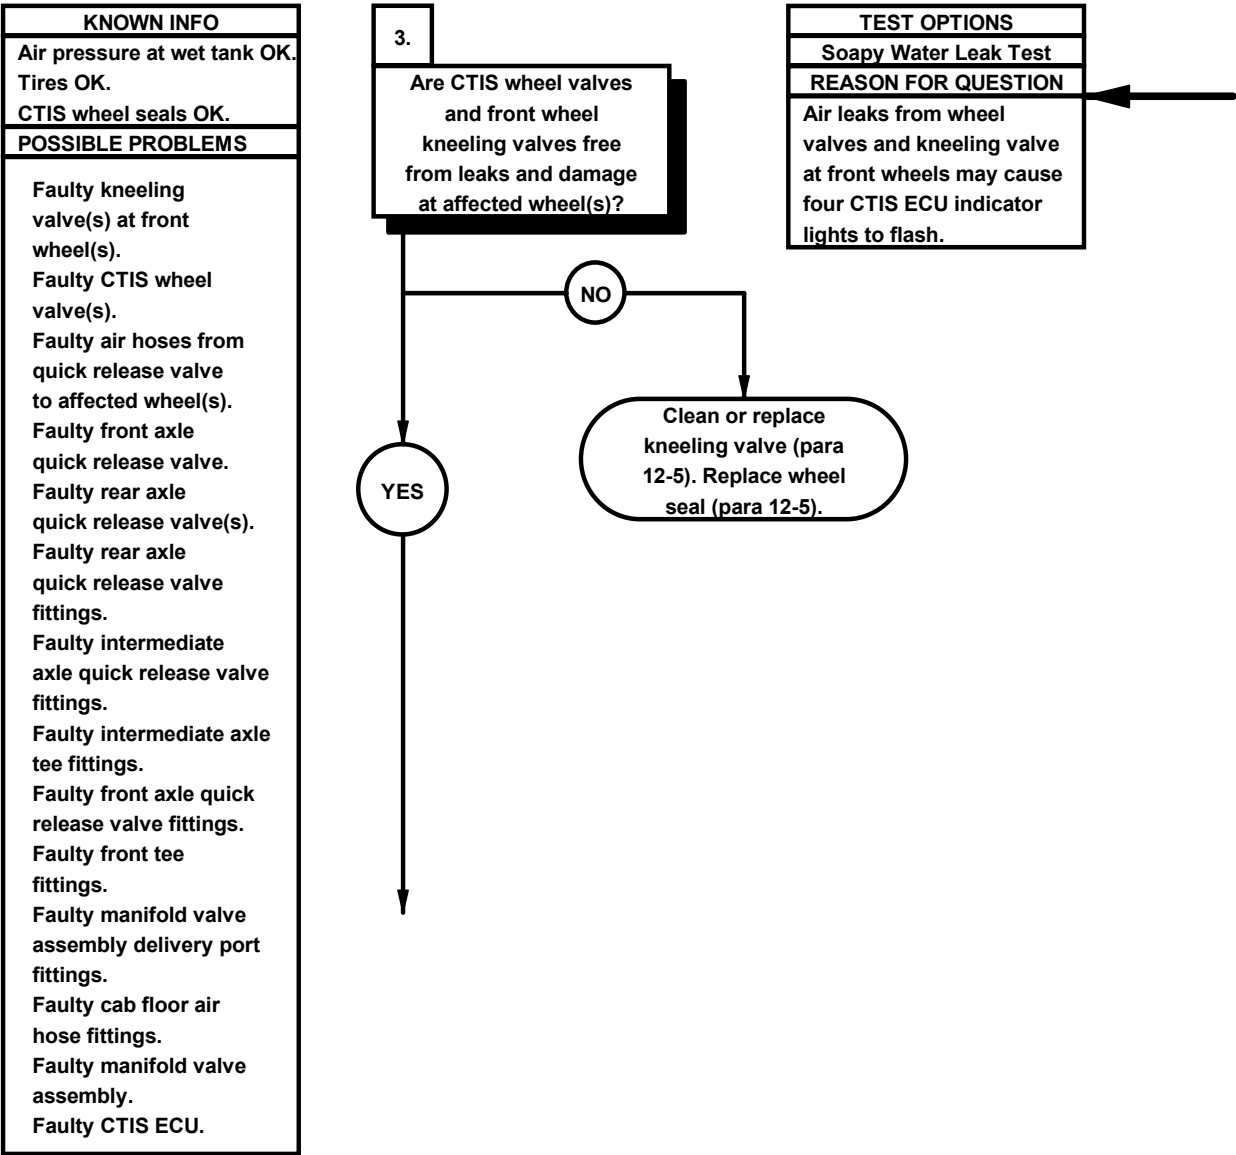 KNOWN INFO
Air pressure at wet tank OK.
Tires OK.
CTIS wheel seals OK.
POSSIBLE PROBLEMS
Faulty kneeling
valve(s) at front
wheel(s).
Faulty CTIS wheel
valve(s).
Faulty air hoses from
quick release valve
to affected wheel(s).
Faulty front axle
quick release valve.
Faulty rear axle
quick release valve(s).
Faulty rear axle
quick release valve
fittings.
Faulty intermediate
axle quick release valve
fittings.
Faulty intermediate axle
tee fittings.
Faulty front axle quick
release valve fittings.
Faulty front tee
fittings.
Faulty manifold valve
assembly delivery port
fittings.
Faulty cab floor air
hose fittings.
Faulty manifold valve
assembly.
Faulty CTIS ECU.
3.
Are CTIS wheel valves
and front wheel
kneeling valves free
from leaks and damage
at affected wheel(s)?
NO
YES
Clean or replace
kneeling valve (para
12-5). Replace wheel
seal (para 12-5).
TEST OPTIONS
Soapy Water Leak Test
REASON FOR QUESTION
Air leaks from wheel
valves and kneeling valve
at front wheels may cause
four CTIS ECU indicator
lights to flash.